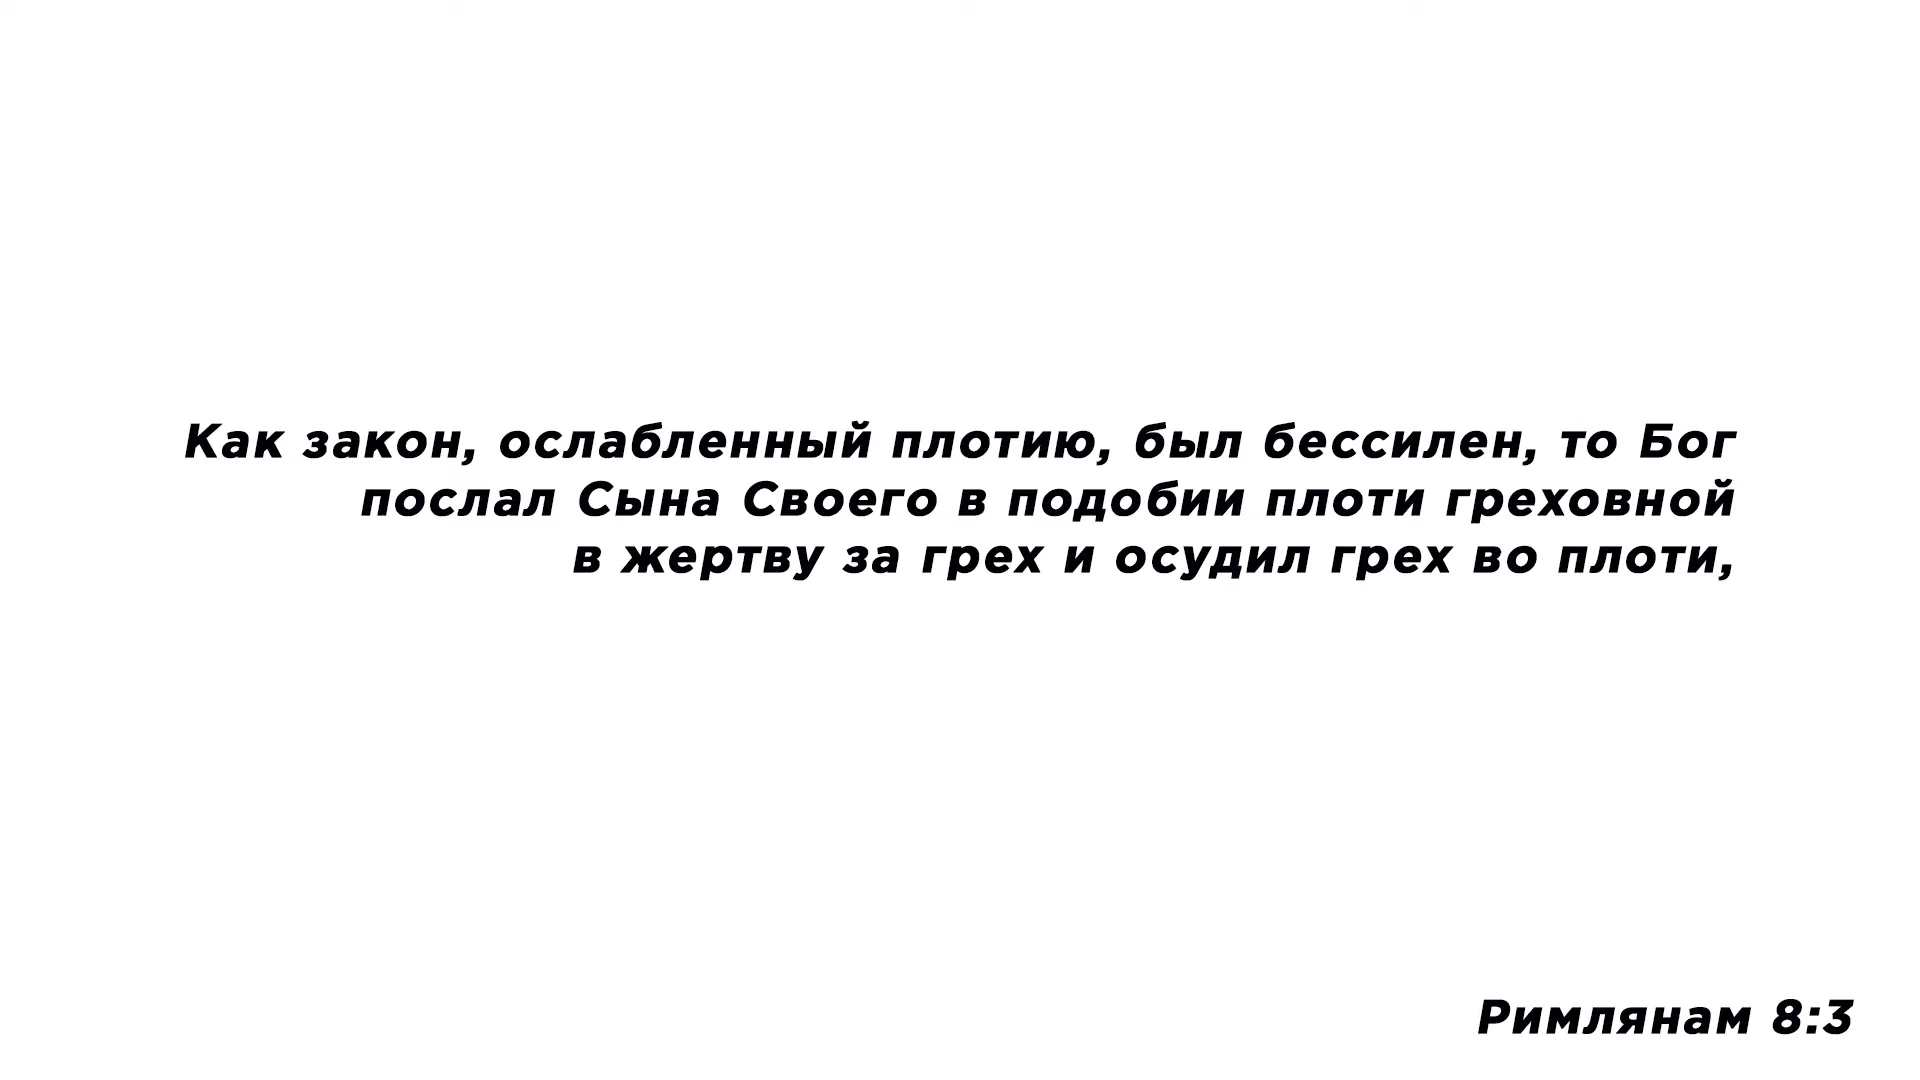 Как закон, ослабленный плотию, был бессилен, то Бог
послал Сына Своего в подобии плоти греховной
в жертву за грех и осудил грех во плоти,
Римлянам 8:3